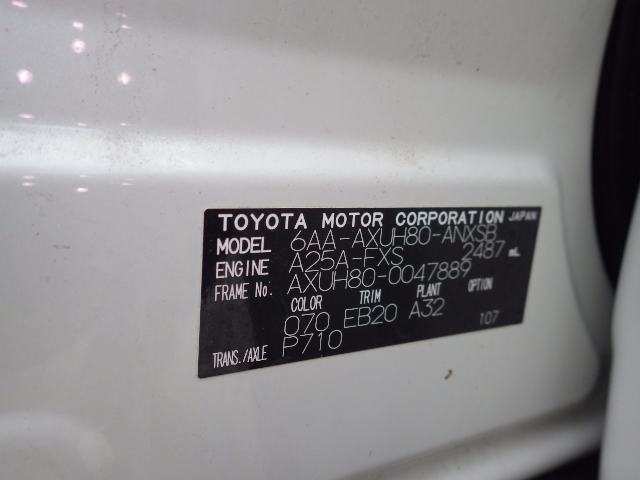 TOYOTA MOTOR CORPORATION JAPAN
MODEL 6AA-AXUH80-ANXSB
ENGINE A25A-FXS 2487 mL
FRAME No. AXUH80-0047889
COLOR TRIM PLANT OPTION
070 EB20 A32 107
TRANS./AXLE P710